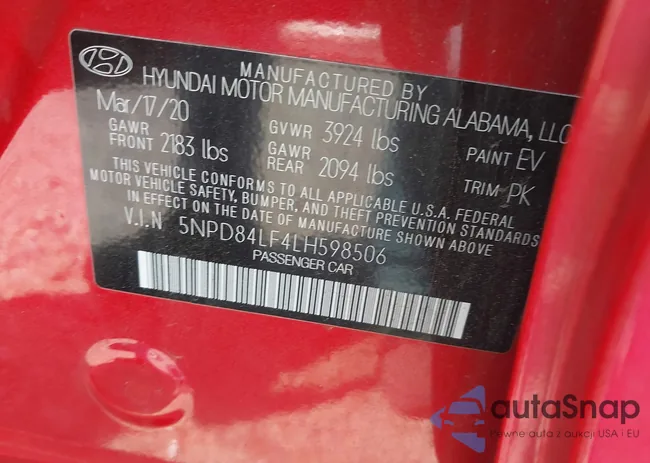 MANUFACTURED BY
HYUNDAI MOTOR MANUFACTURING ALABAMA, LLC
Mar/17/20 GVWR 3924 lbs PAINT EV
GAWR FRONT 2183 lbs GAWR REAR 2094 lbs TRIM PK
THIS VEHICLE CONFORMS TO ALL APPLICABLE U.S.A. FEDERAL
MOTOR VEHICLE SAFETY, BUMPER, AND THEFT PREVENTION STANDARDS
IN EFFECT ON THE DATE OF MANUFACTURE SHOWN ABOVE.
V.I.N 5NPD84LF4LH598506
PASSENGER CAR
autaSnap
Pewne auta z aukcji USA i EU